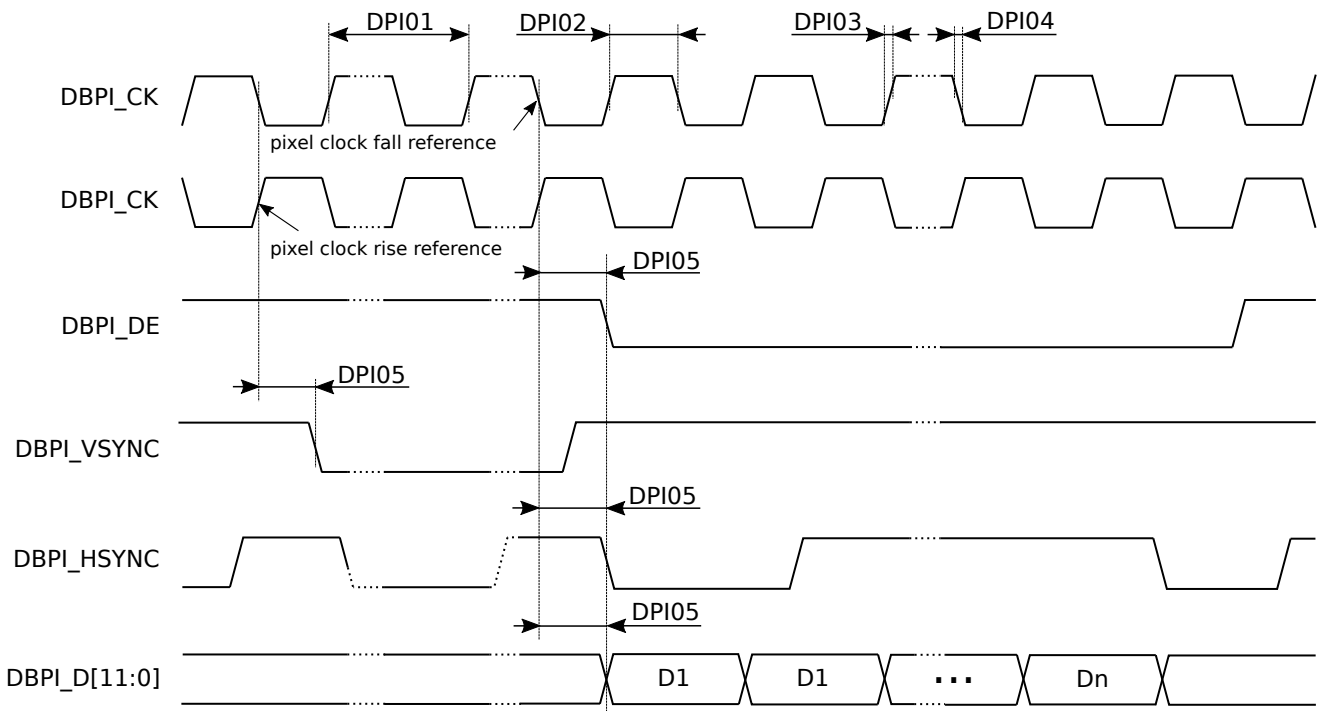 DPI01
DPI02
DPI03
DPI04
DBPI_CK
pixel clock fall reference
DBPI_CK
pixel clock rise reference
DPI05
DBPI_DE
DPI05
DBPI_VSYNC
DPI05
DBPI_HSYNC
DPI05
DBPI_D[11:0]
D1
D1
...
Dn